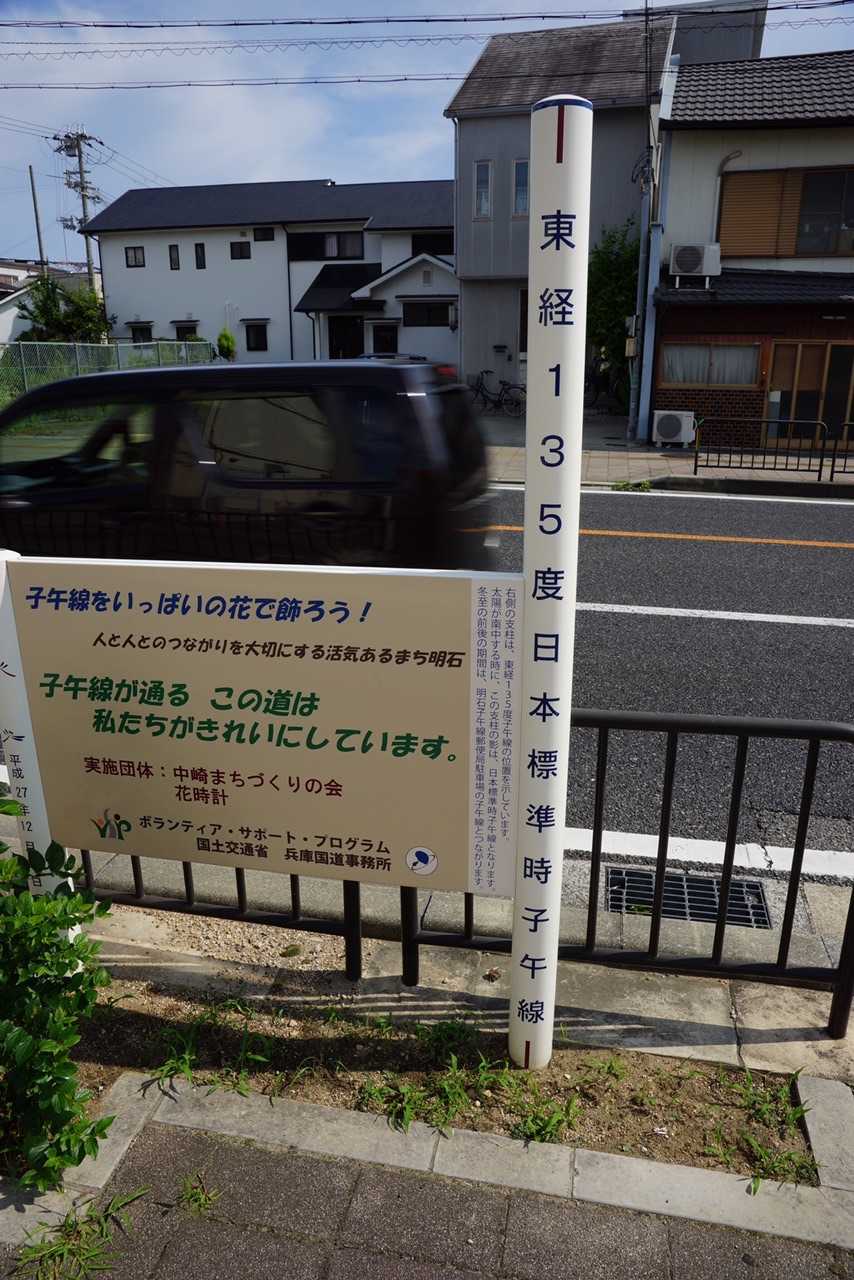 東経135度日本標準時子午線
子午線をいっぱいの花で飾ろう!
人と人とのつながりを大切にする活気あるまち明石
子午線が通る この道は
私たちがきれいにしています。
実施団体:中崎まちづくりの会
花時計
VSP
ボランティア・サポート・プログラム
国土交通省 兵庫国道事務所
右側の支柱は、東経135度子午線の位置を示しています。
太陽が南中する時に、この支柱の影は、日本標準時子午線となります。
冬至の前後の期間は、明石子午線郵便局駐車場の子午線とつながります。
平成27年12月